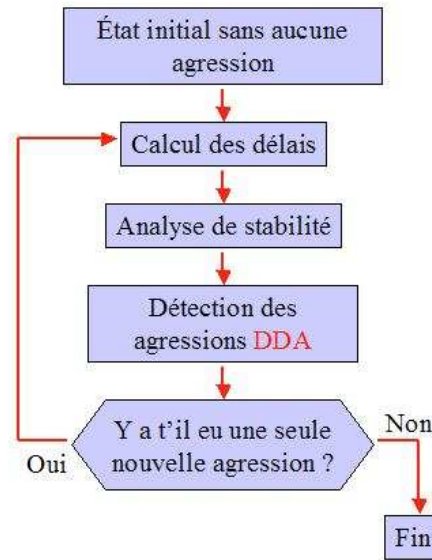 État initial sans aucune
agression
Calcul des délais
Analyse de stabilité
Détection des
agressions DDA
Y a t'il eu une seule
nouvelle agression ?
Oui
Non
Fin